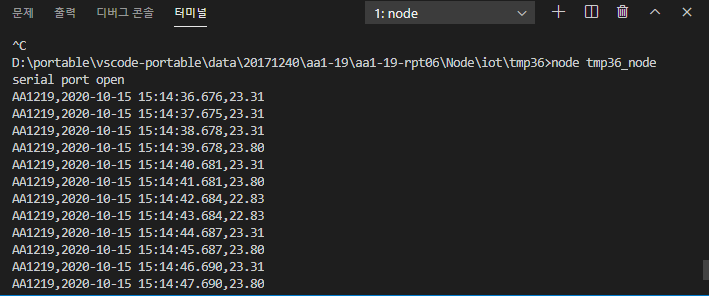 문제 출력 디버그 콘솔 터미널 1: node
^C
D:\portable\vscode-portable\data\20171240\aa1-19\aa1-19-rpt06\Node\iot\tmp36>node tmp36_node
serial port open
AA1219,2020-10-15 15:14:36.676,23.31
AA1219,2020-10-15 15:14:37.675,23.31
AA1219,2020-10-15 15:14:38.678,23.31
AA1219,2020-10-15 15:14:39.678,23.80
AA1219,2020-10-15 15:14:40.681,23.31
AA1219,2020-10-15 15:14:41.681,23.80
AA1219,2020-10-15 15:14:42.684,22.83
AA1219,2020-10-15 15:14:43.684,22.83
AA1219,2020-10-15 15:14:44.687,23.31
AA1219,2020-10-15 15:14:45.687,23.80
AA1219,2020-10-15 15:14:46.690,23.31
AA1219,2020-10-15 15:14:47.690,23.80